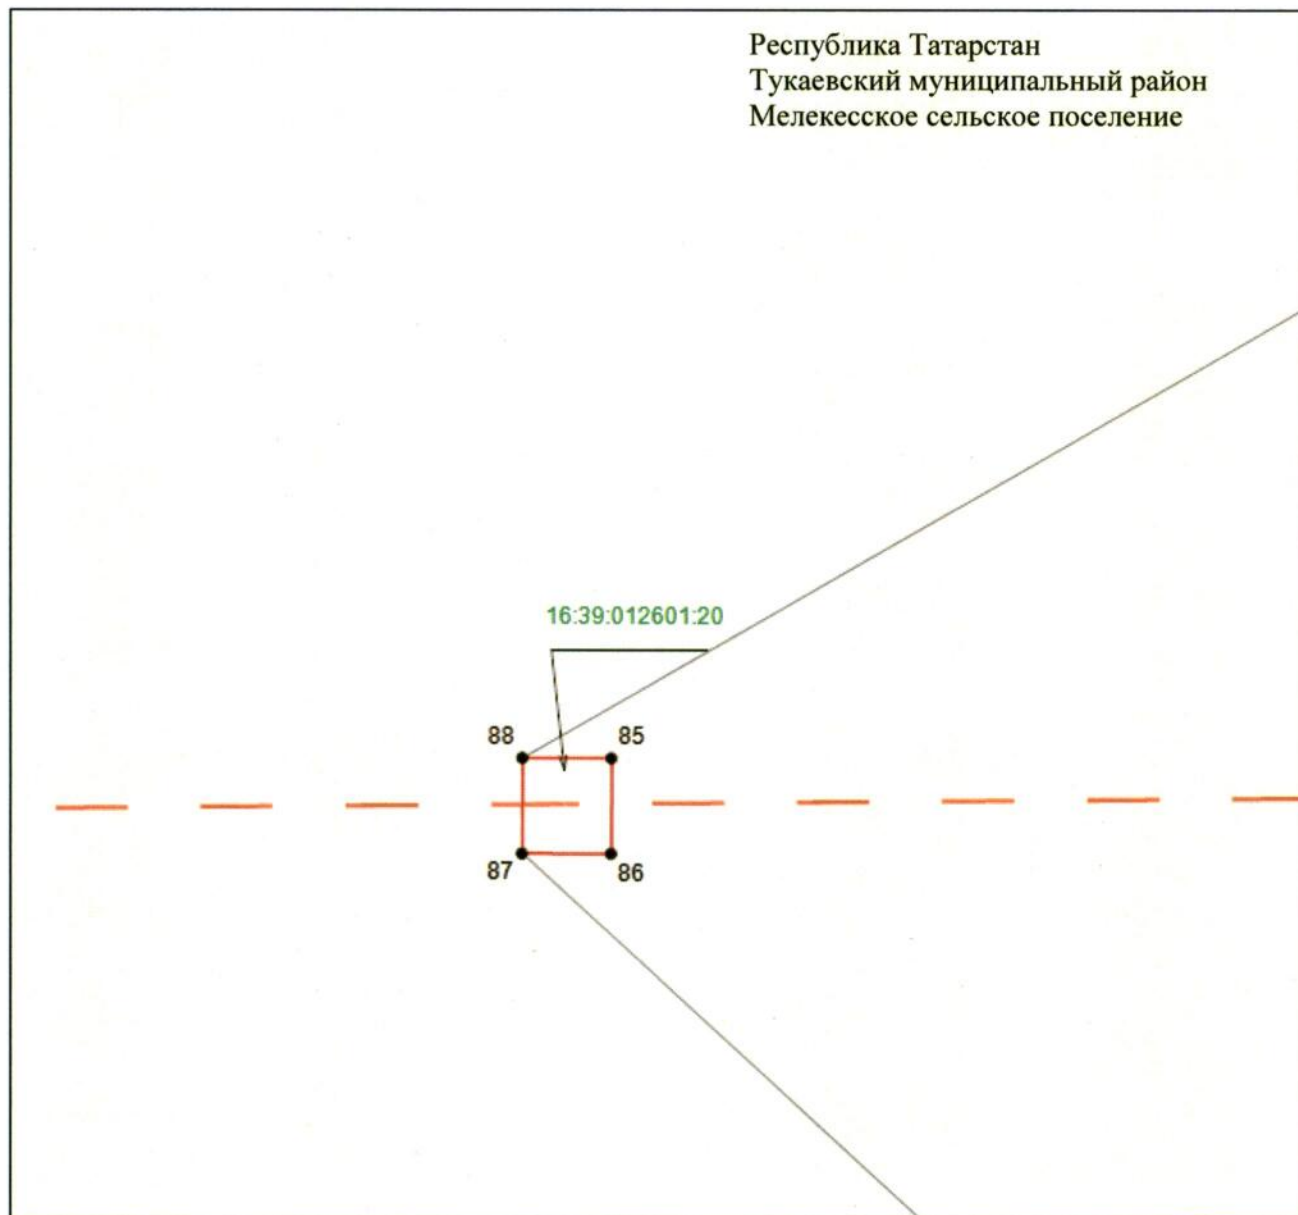 Республика Татарстан
Тукаевский муниципальный район
Мелекесское сельское поселение
16:39:012601:20
88
85
87
86